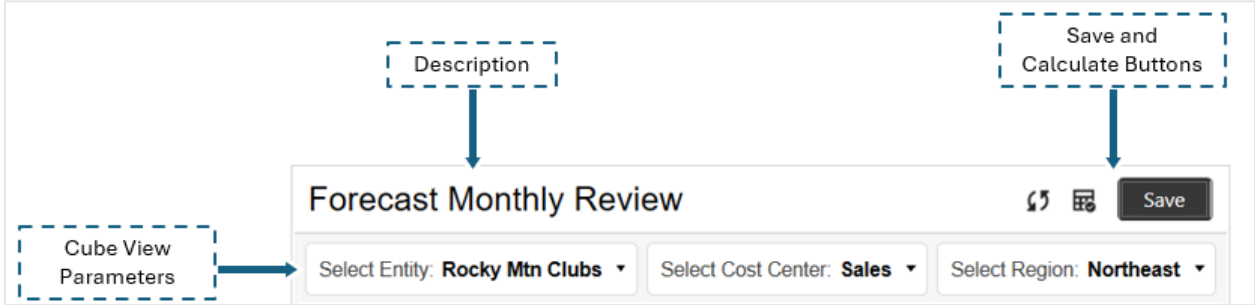 Save and
Calculate Buttons
Description
Forecast Monthly Review
Save
Cube View
Parameters
Select Entity: Rocky Mtn Clubs Select Cost Center: Sales Select Region: Northeast